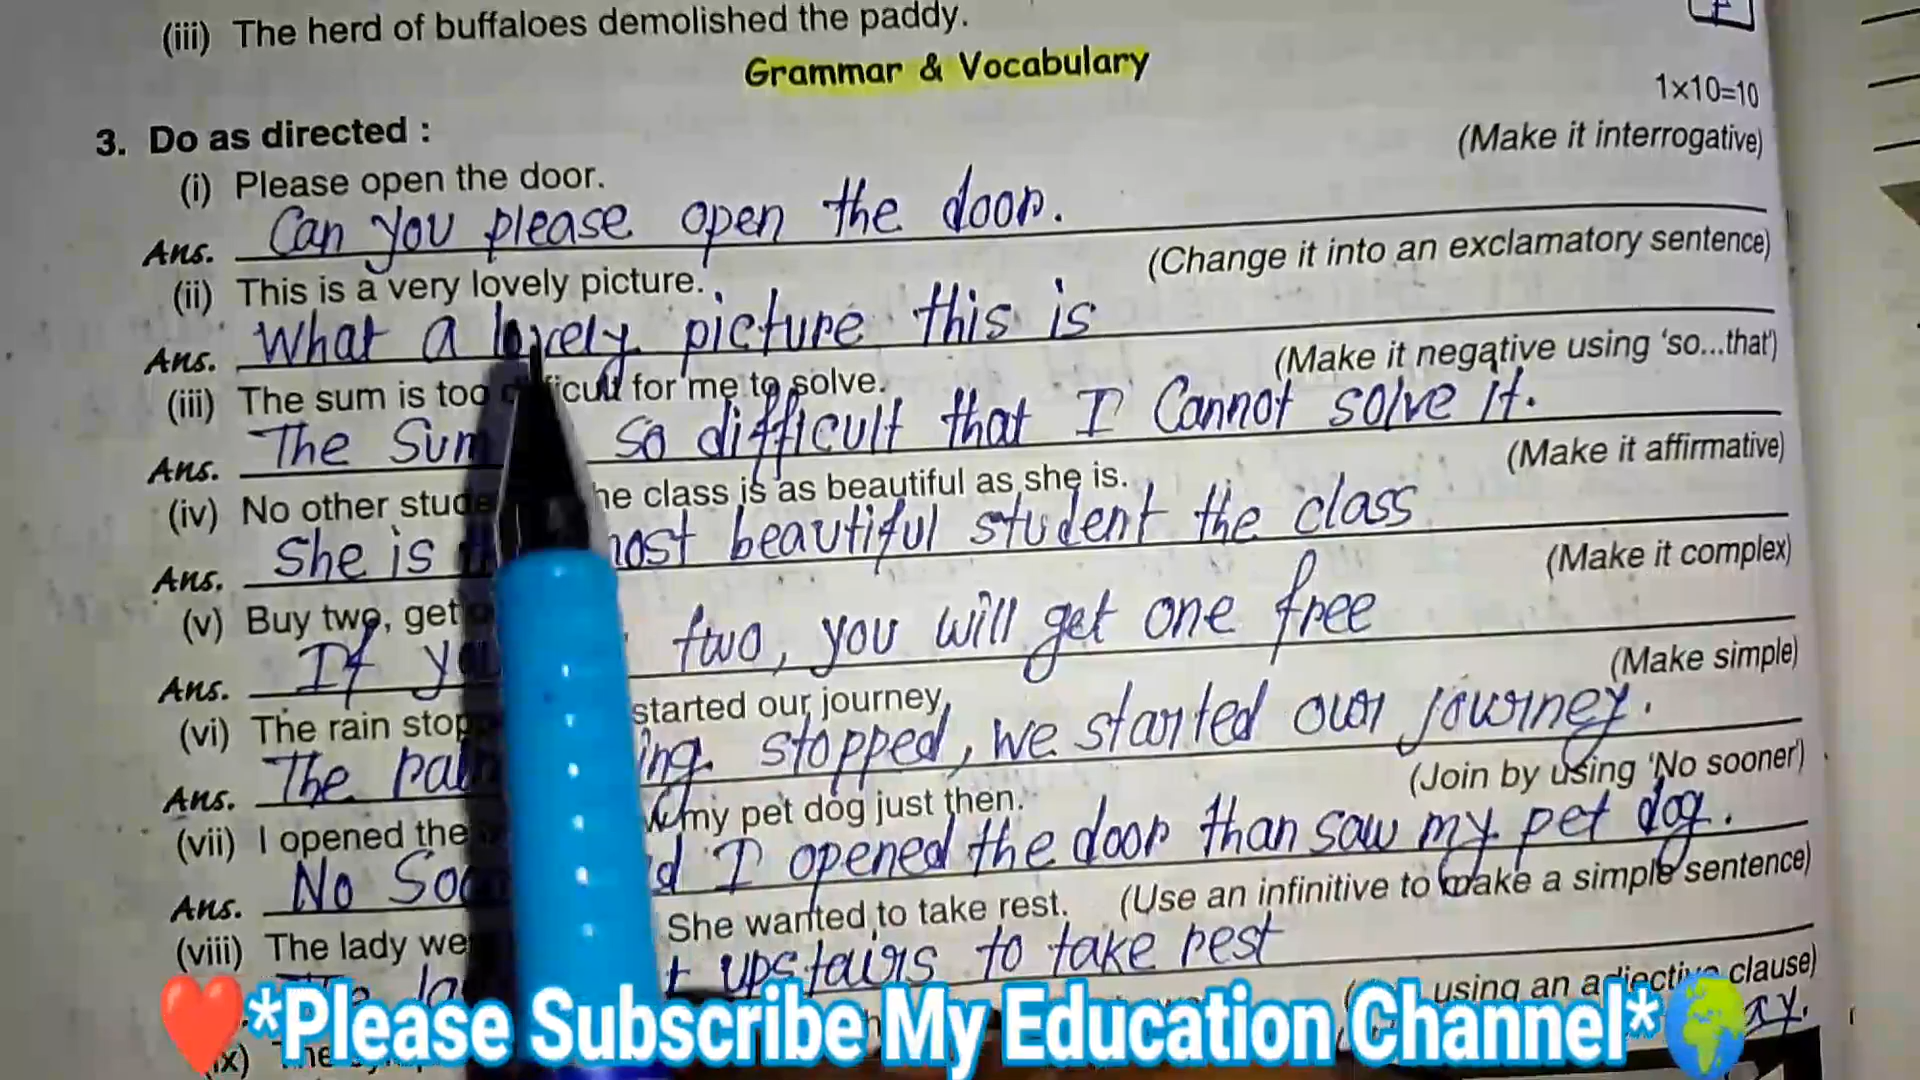 (iii) The herd of buffaloes demolished the paddy.
Grammar & Vocabulary
1×10=10
3. Do as directed :
(i) Please open the door. (Make it interrogative)
Ans. Can you please open the door.
(ii) This is a very lovely picture. (Change it into an exclamatory sentence)
Ans. What a lovely picture this is
(iii) The sum is too for me to solve. (Make it negative using 'so...that')
Ans. The Sum so difficult that I Cannot solve it.
(iv) No other class is as beautiful as she is. (Make it affirmative)
Ans. She is most beautiful student the class
(v) Buy two, get (Make it complex)
Ans. If two, you will get one free
(vi) The rain started our journey, (Make simple)
Ans. The stopped, we started our journey.
(vii) I opened the my pet dog just then. (Join by using 'No sooner')
Ans. No I opened the door than saw my pet dog.
(viii) The lady She wanted to take rest. (Use an infinitive to make a simple sentence)
upstairs to take rest
using an adjective clause)
*Please Subscribe My Education Channel*